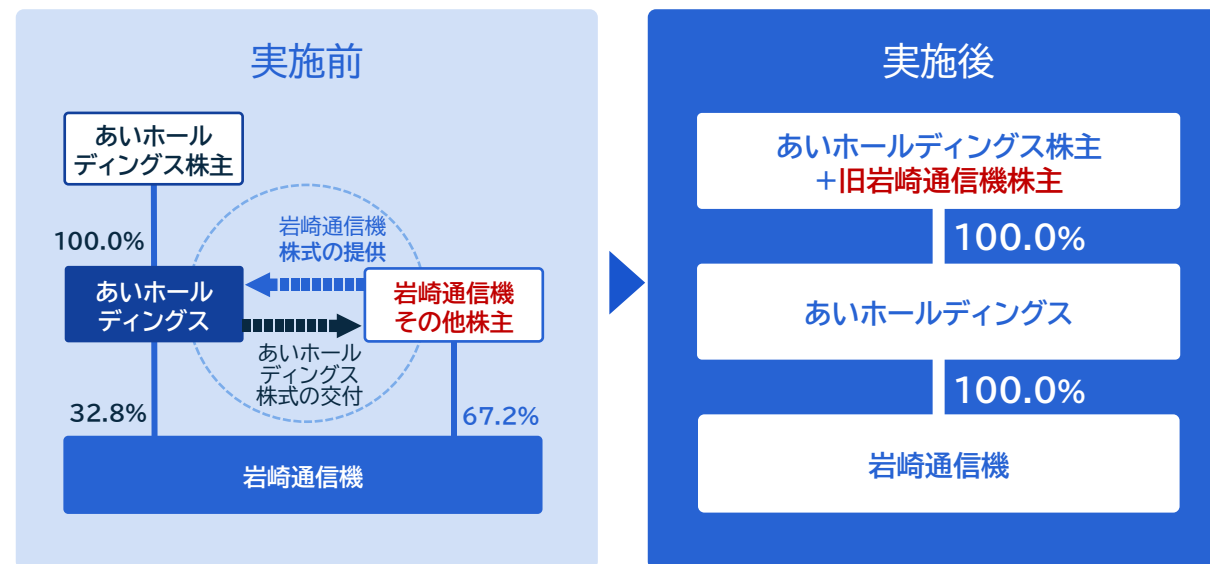 実施前
あいホール
ディングス株主
100.0%
岩崎通信機
株式の提供
あいホール
ディングス
岩崎通信機
その他株主
あいホール
ディングス
株式の交付
32.8%
67.2%
岩崎通信機
実施後
あいホールディングス株主
+旧岩崎通信機株主
100.0%
あいホールディングス
100.0%
岩崎通信機